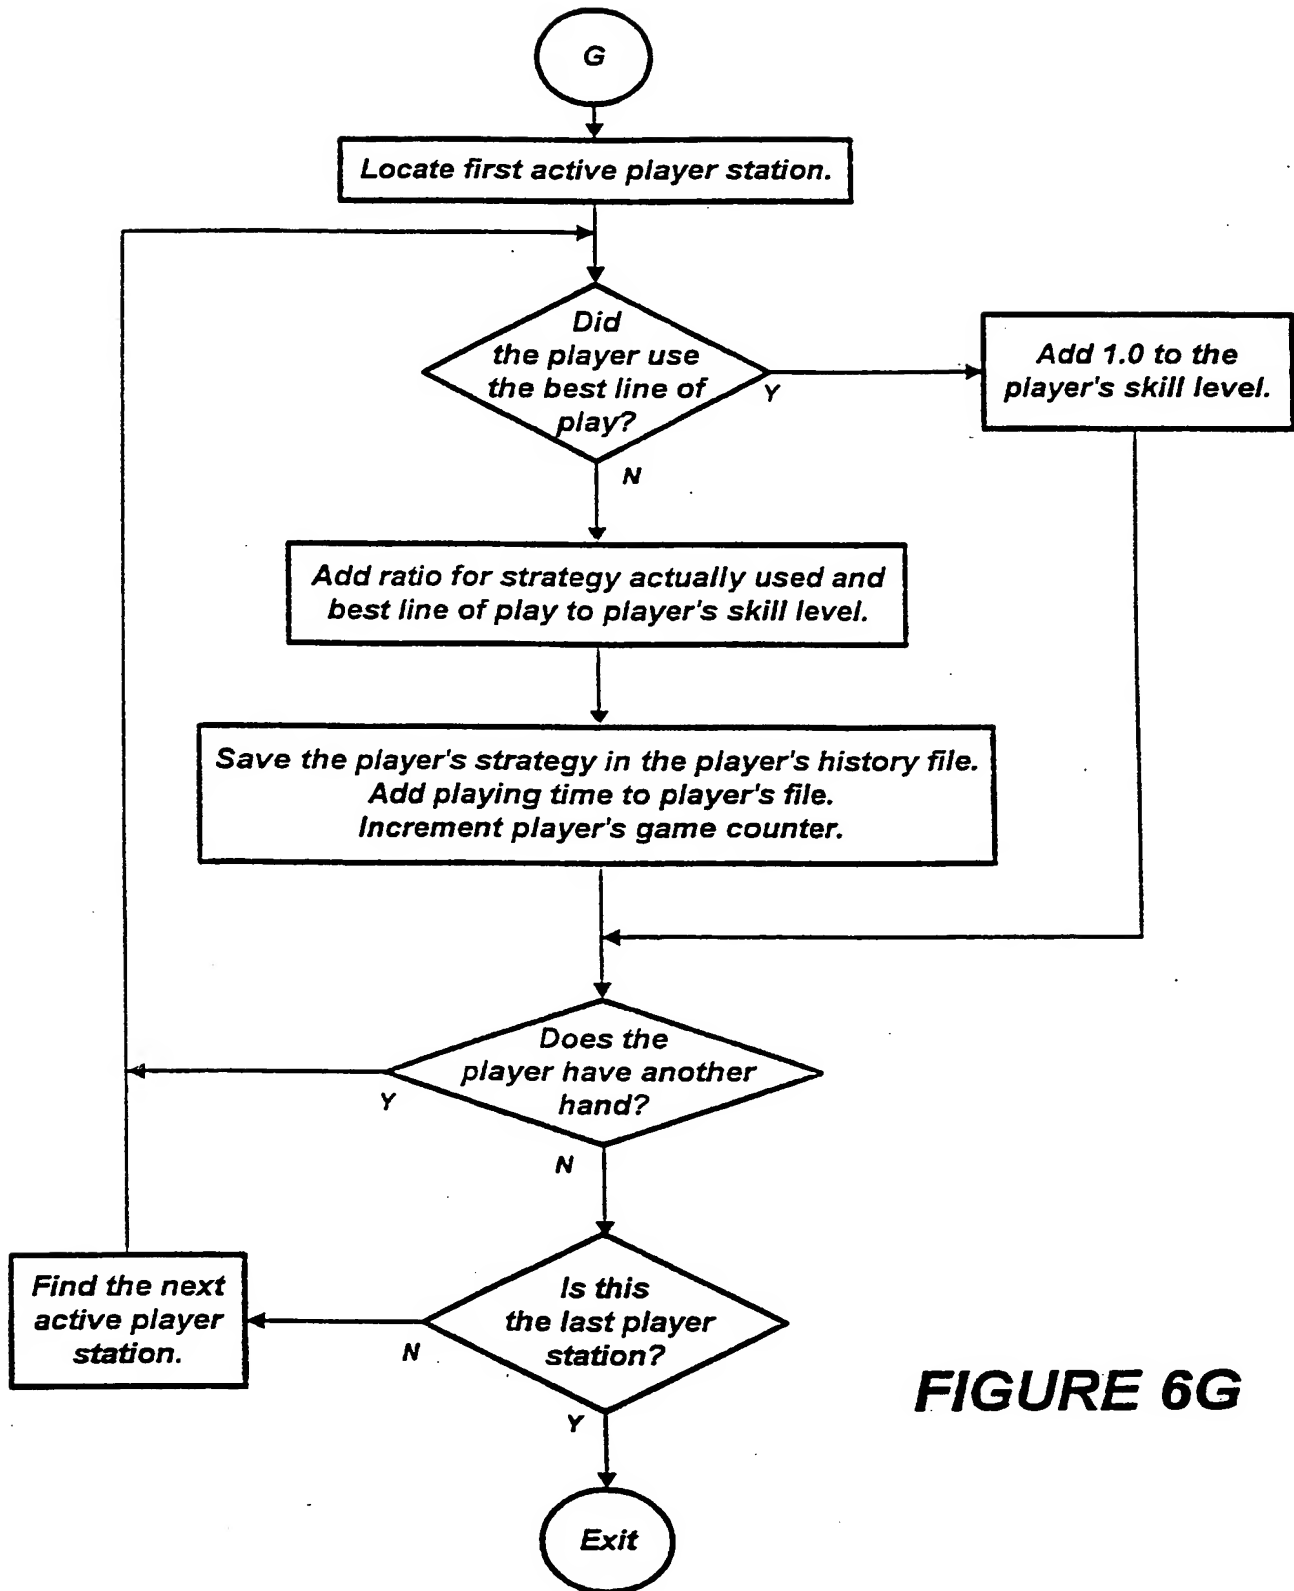 G
Locate first active player station.
Did
the player use
the best line of
play?
Y
Add 1.0 to the
player's skill level.
N
Add ratio for strategy actually used and
best line of play to player's skill level.
Save the player's strategy in the player's history file.
Add playing time to player's file.
Increment player's game counter.
Does the
player have another
hand?
Y
N
Find the next
active player
station.
Is this
the last player
station?
N
Y
FIGURE 6G
Exit